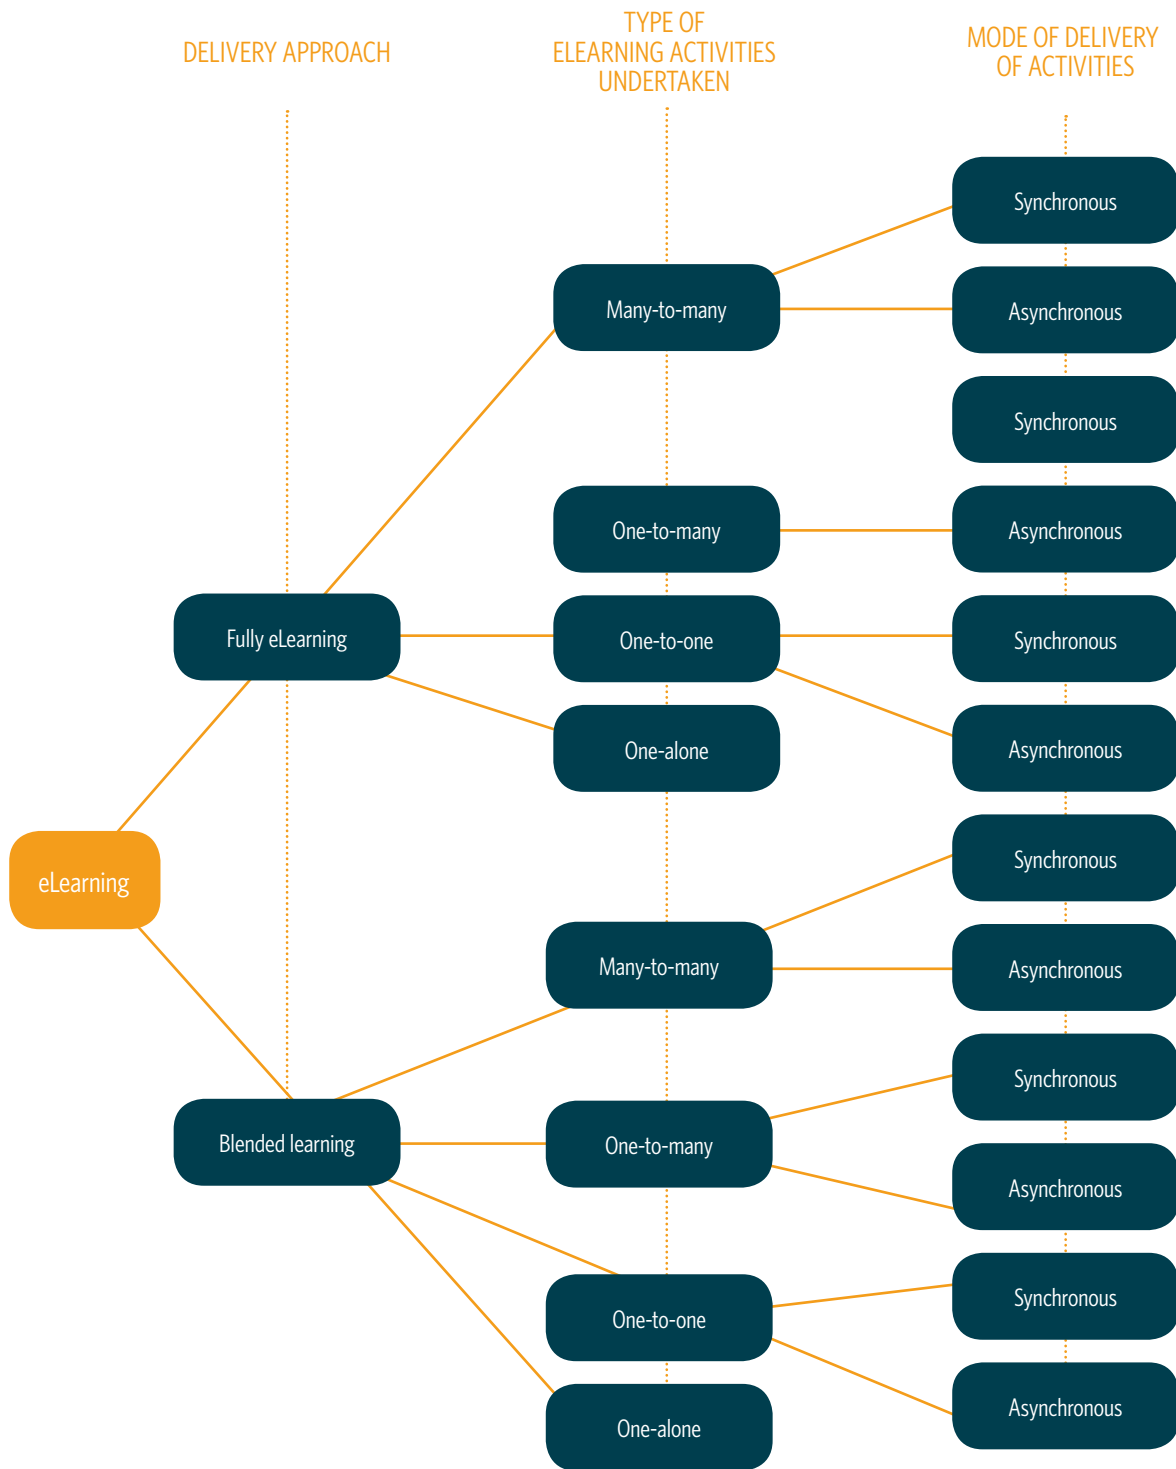 DELIVERY APPROACH
TYPE OF
ELEARNING ACTIVITIES
UNDERTAKEN
MODE OF DELIVERY
OF ACTIVITIES
Synchronous
Many-to-many
Asynchronous
Synchronous
One-to-many
Asynchronous
Fully eLearning
One-to-one
Synchronous
One-alone
Asynchronous
eLearning
Synchronous
Many-to-many
Asynchronous
Synchronous
Blended learning
One-to-many
Asynchronous
Synchronous
One-to-one
Asynchronous
One-alone